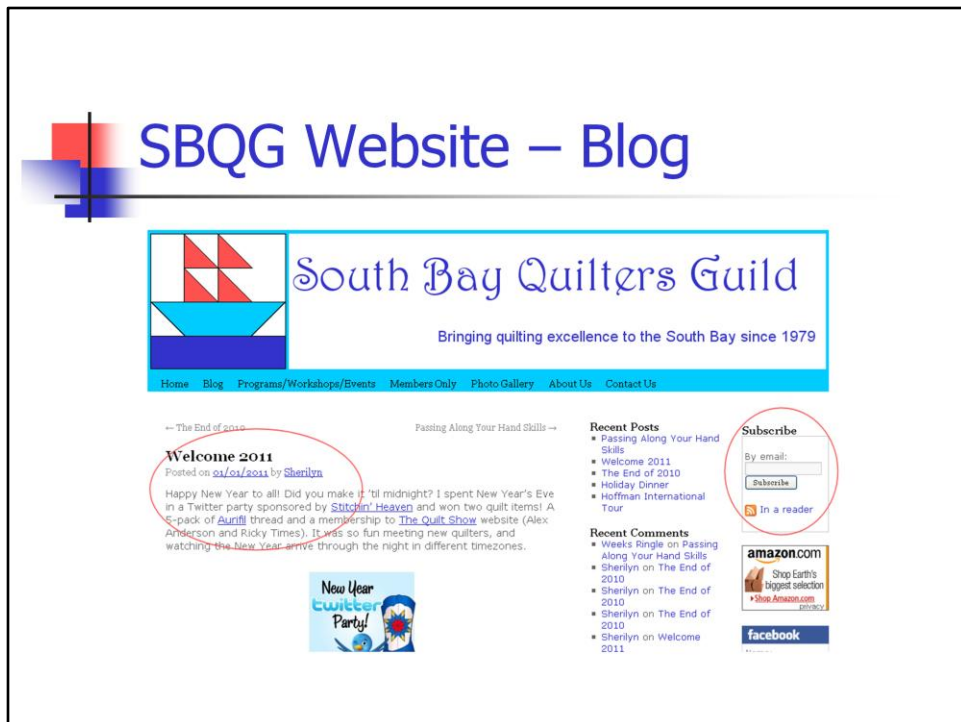 SBQG Website – Blog
South Bay Quilters Guild
Bringing quilting excellence to the South Bay since 1979
Home Blog Programs/Workshops/Events Members Only Photo Gallery About Us Contact Us
← The End of 2010 Passing Along Your Hand Skills →
Welcome 2011
Posted on 01/01/2011 by Sherilyn
Happy New Year to all! Did you make it 'til midnight? I spent New Year's Eve
in a Twitter party sponsored by Stitchin' Heaven and won two quilt items! A
5-pack of Aurifil thread and a membership to The Quilt Show website (Alex
Anderson and Ricky Times). It was so fun meeting new quilters, and
watching the New Year arrive through the night in different timezones.
New Year
twitter
Party!
Recent Posts
Passing Along Your Hand
Skills
Welcome 2011
The End of 2010
Holiday Dinner
Hoffman International
Tour
Recent Comments
Weeks Ringle on Passing
Along Your Hand Skills
Sherilyn on The End of
2010
Sherilyn on The End of
2010
Sherilyn on The End of
2010
Sherilyn on Welcome
2011
Subscribe
By email:
Subscribe
In a reader
amazon.com
Shop Earth's
biggest selection
Shop Amazon.com
privacy
facebook